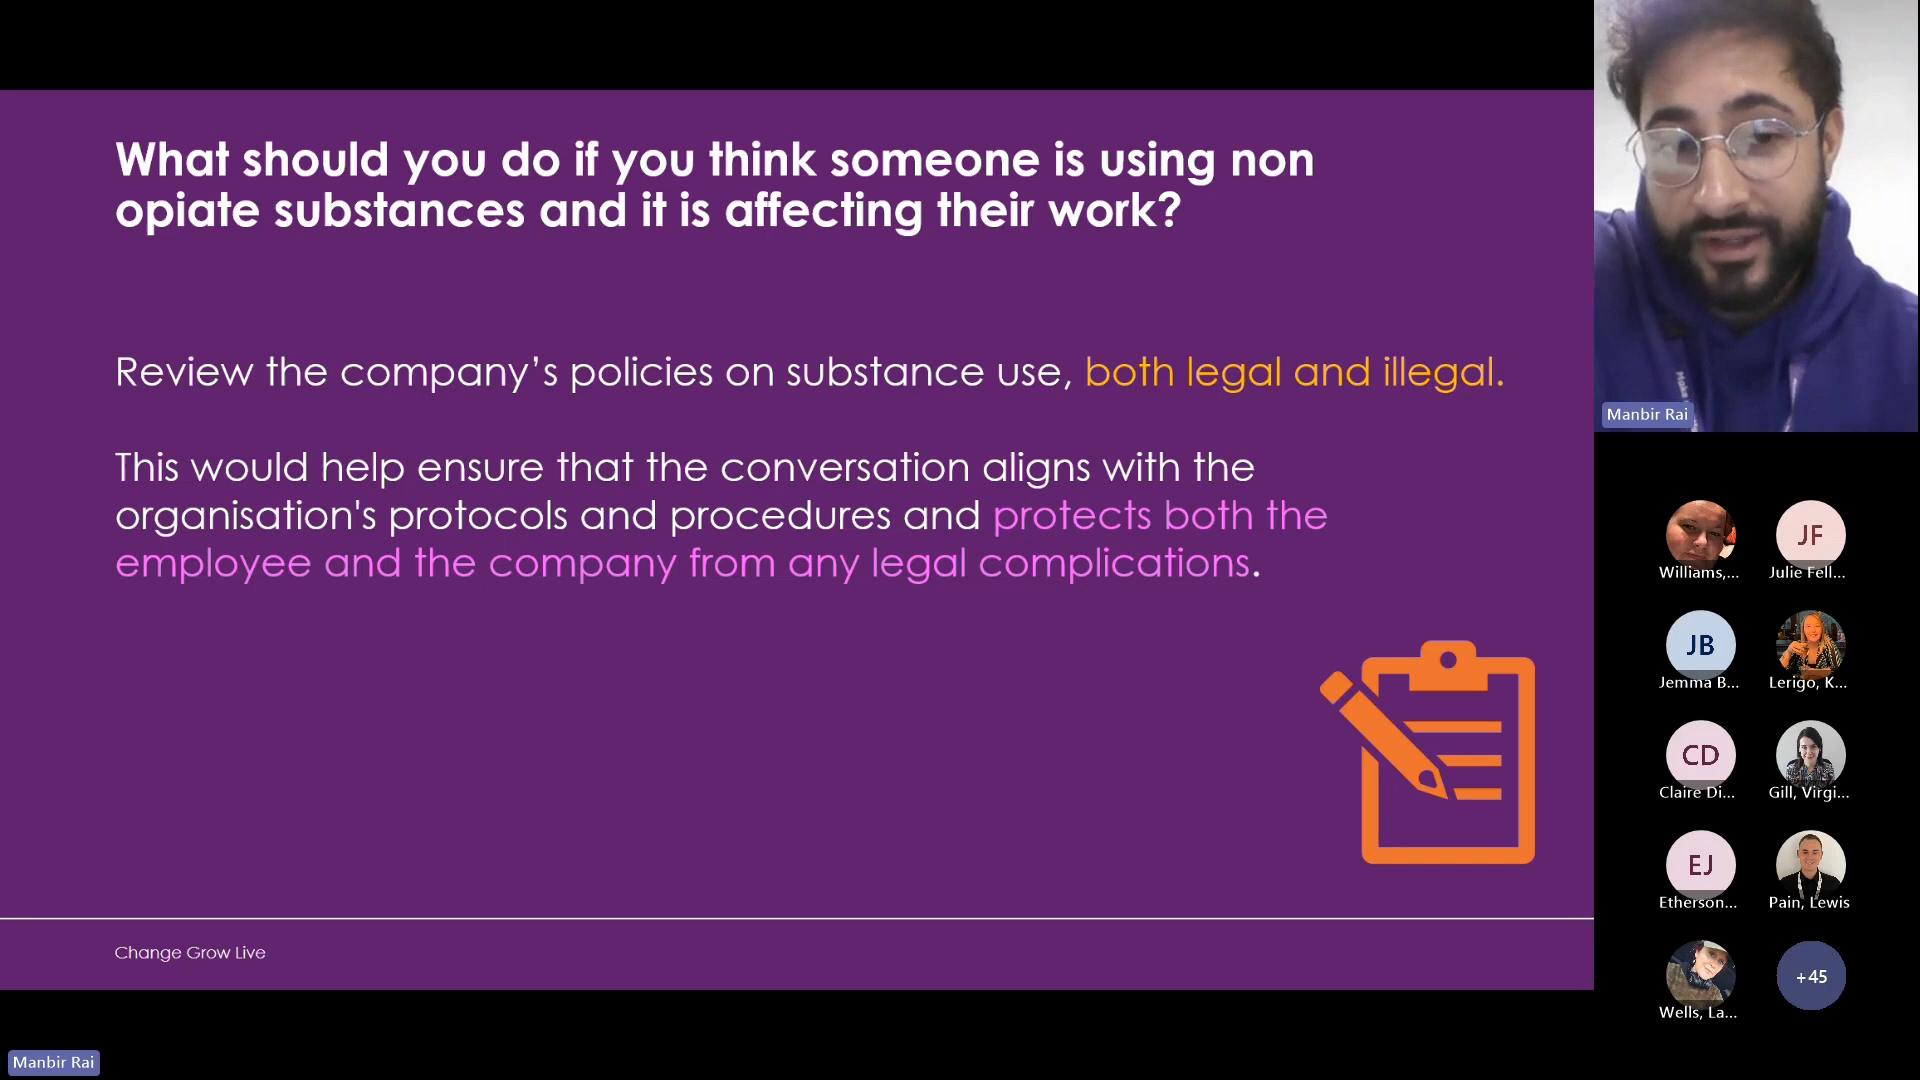 What should you do if you think someone is using non
opiate substances and it is affecting their work?
Review the company’s policies on substance use, both legal and illegal.
This would help ensure that the conversation aligns with the
organisation's protocols and procedures and protects both the
employee and the company from any legal complications.
Change Grow Live
Manbir Rai
Manbir Rai
JF
Williams,...
Julie Fell...
JB
Jemma B...
Lerigo, K...
CD
Claire Di...
Gill, Virgi...
EJ
Etherson...
Pain, Lewis
+45
Wells, La...